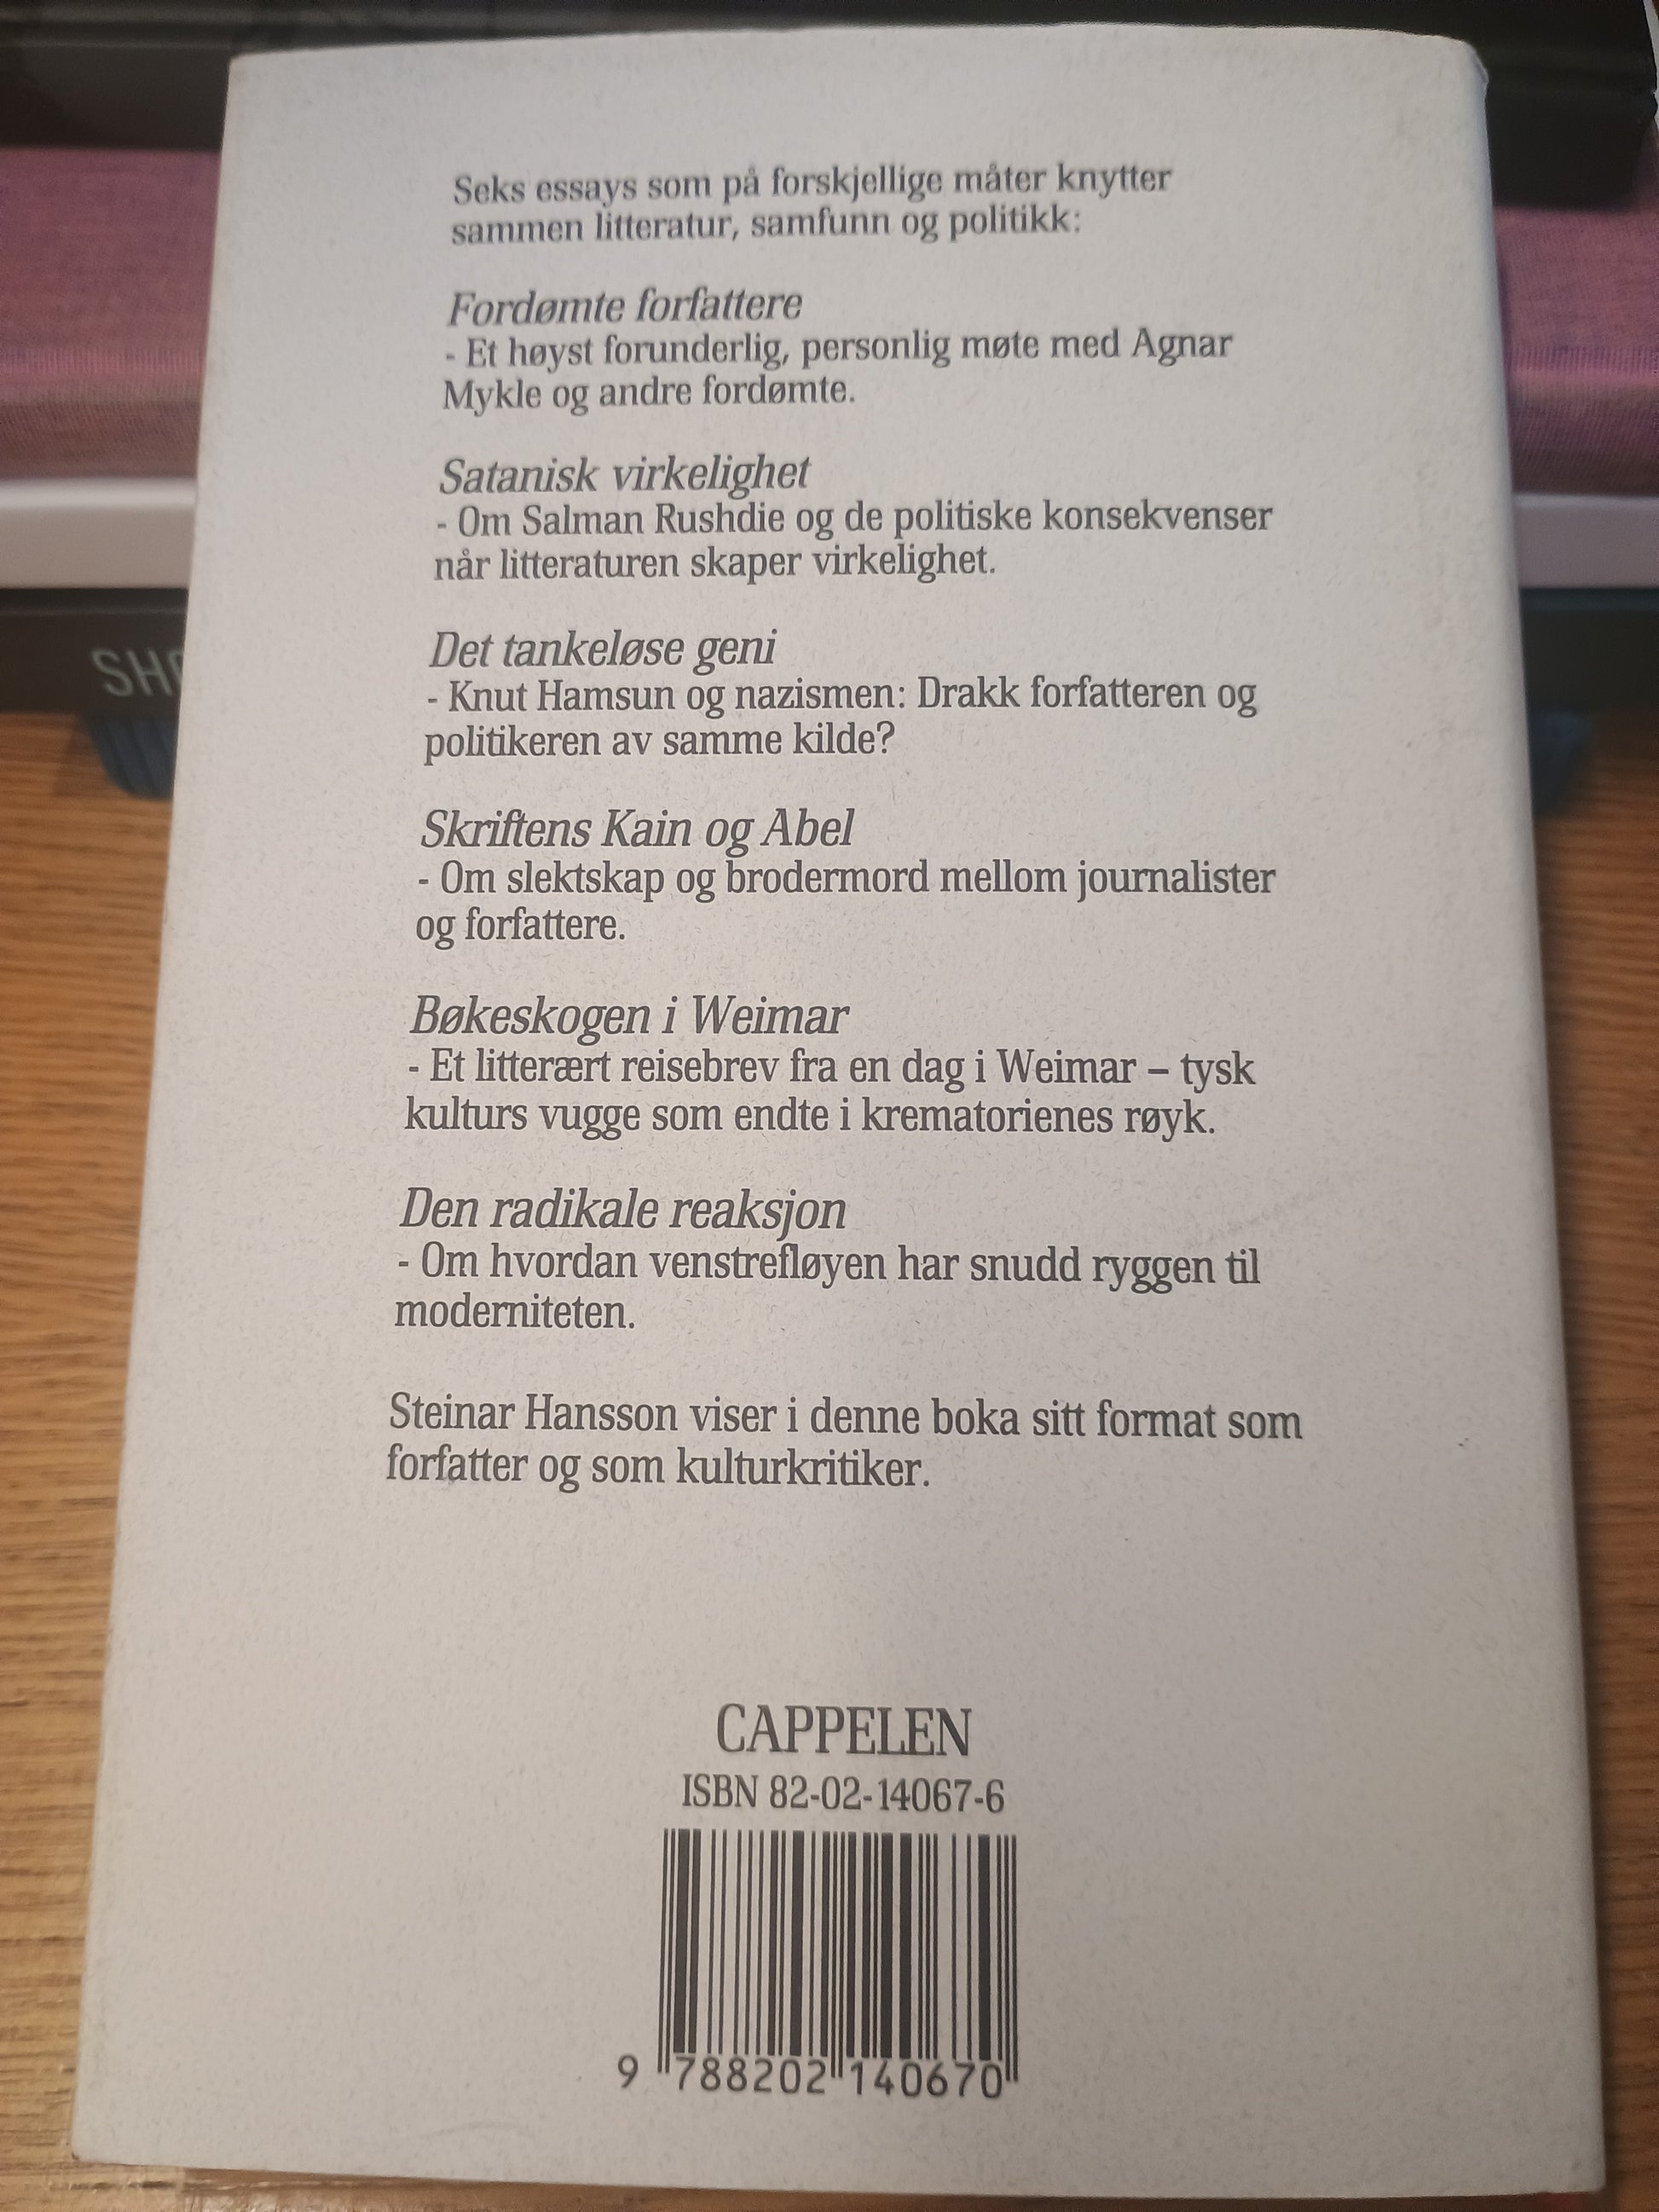 Seks essays som på forskjellige måter knytter
sammen litteratur, samfunn og politikk:
Fordømte forfattere
- Et høyst forunderlig, personlig møte med Agnar
Mykle og andre fordømte.
Satanisk virkelighet
- Om Salman Rushdie og de politiske konsekvenser
når litteraturen skaper virkelighet.
Det tankeløse geni
- Knut Hamsun og nazismen: Drakk forfatteren og
politikeren av samme kilde?
Skriftens Kain og Abel
- Om slektskap og brodermord mellom journalister
og forfattere.
Bøkeskogen i Weimar
- Et litterært reisebrev fra en dag i Weimar – tysk
kulturs vugge som endte i krematorienes røyk.
Den radikale reaksjon
- Om hvordan venstrefløyen har snudd ryggen til
moderniteten.
Steinar Hansson viser i denne boka sitt format som
forfatter og som kulturkritiker.
CAPPELEN
ISBN 82-02-14067-6
9 788202 140670